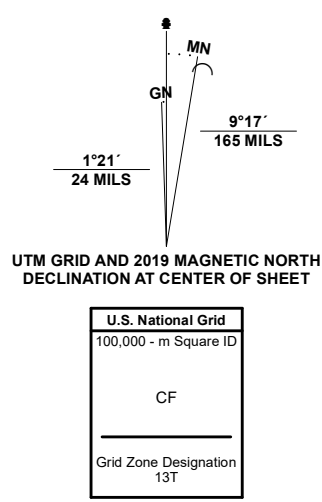 MN
GN
9°17´
165 MILS
1°21´
24 MILS
UTM GRID AND 2019 MAGNETIC NORTH
DECLINATION AT CENTER OF SHEET
U.S. National Grid
100,000 - m Square ID
CF
Grid Zone Designation
13T